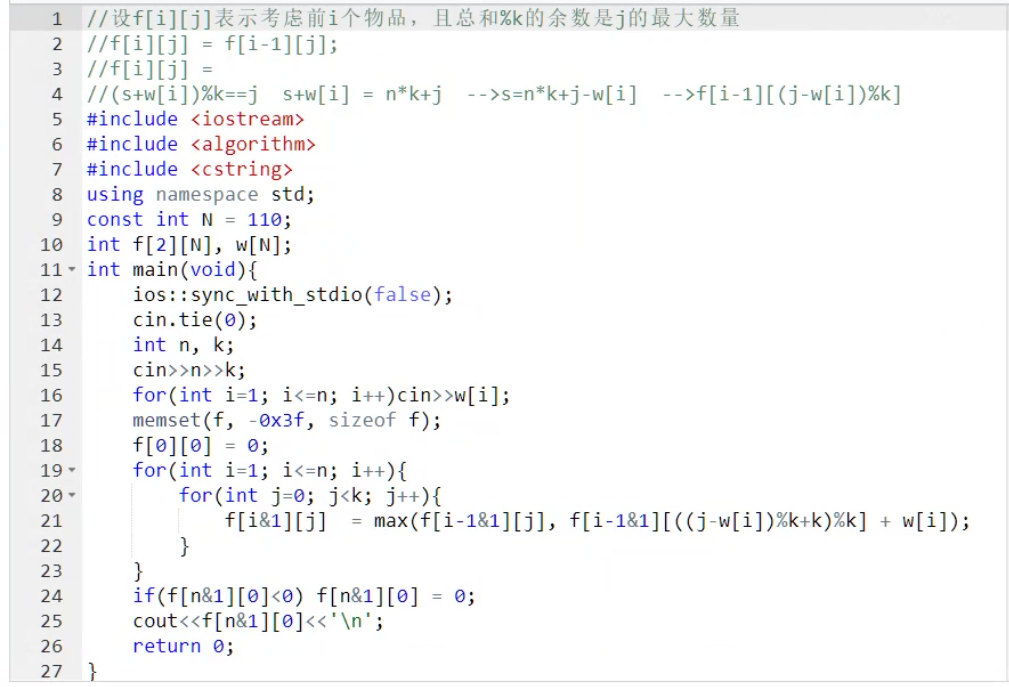 1 //设f[i][j]表示考虑前i个物品，且总和%k的余数是j的最大数量
2 //f[i][j] = f[i-1][j];
3 //f[i][j] =
4 //(s+w[i])%k==j  s+w[i] = n*k+j  -->s=n*k+j-w[i]  -->f[i-1][(j-w[i])%k]
5 #include <iostream>
6 #include <algorithm>
7 #include <cstring>
8 using namespace std;
9 const int N = 110;
10 int f[2][N], w[N];
11 int main(void){
12     ios::sync_with_stdio(false);
13     cin.tie(0);
14     int n, k;
15     cin>>n>>k;
16     for(int i=1; i<=n; i++)cin>>w[i];
17     memset(f, -0x3f, sizeof f);
18     f[0][0] = 0;
19     for(int i=1; i<=n; i++){
20         for(int j=0; j<k; j++){
21             f[i&1][j]  = max(f[i-1&1][j], f[i-1&1][((j-w[i])%k+k)%k] + w[i]);
22         }
23     }
24     if(f[n&1][0]<0) f[n&1][0] = 0;
25     cout<<f[n&1][0]<<'\n';
26     return 0;
27 }